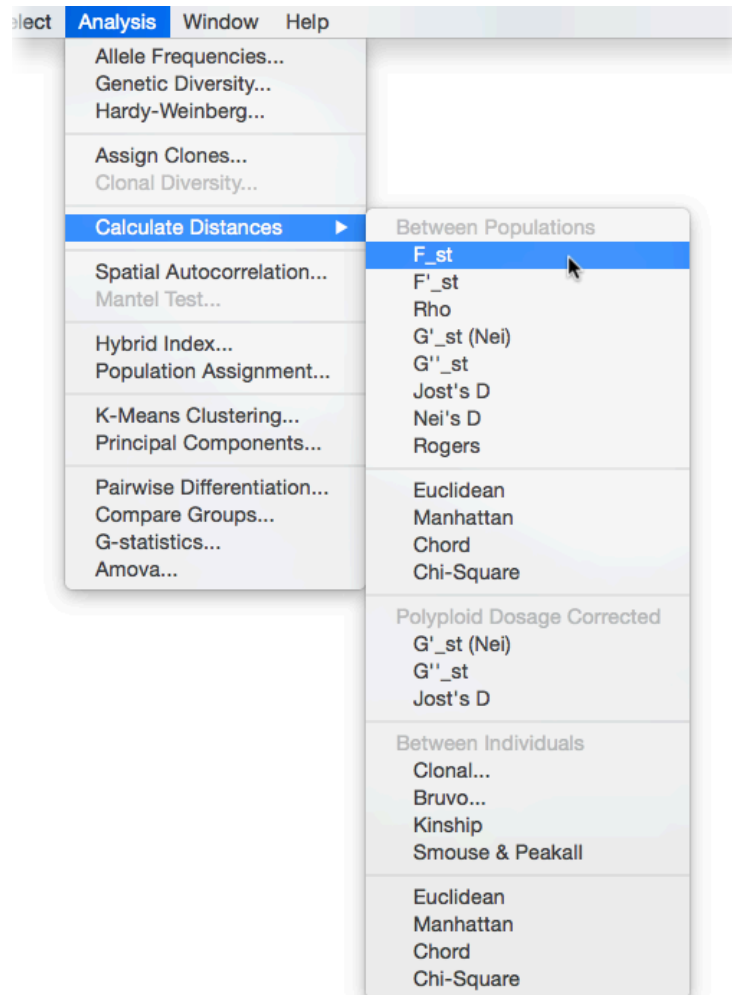 Analysis Window Help
Allele Frequencies...
Genetic Diversity...
Hardy-Weinberg...
Assign Clones...
Clonal Diversity...
Calculate Distances
Spatial Autocorrelation...
Mantel Test...
Hybrid Index...
Population Assignment...
K-Means Clustering...
Principal Components...
Pairwise Differentiation...
Compare Groups...
G-statistics...
Amova...
Between Populations
F_st
F'_st
Rho
G'_st (Nei)
G''_st
Jost's D
Nei's D
Rogers
Euclidean
Manhattan
Chord
Chi-Square
Polyploid Dosage Corrected
G'_st (Nei)
G''_st
Jost's D
Between Individuals
Clonal...
Bruvo...
Kinship
Smouse & Peakall
Euclidean
Manhattan
Chord
Chi-Square